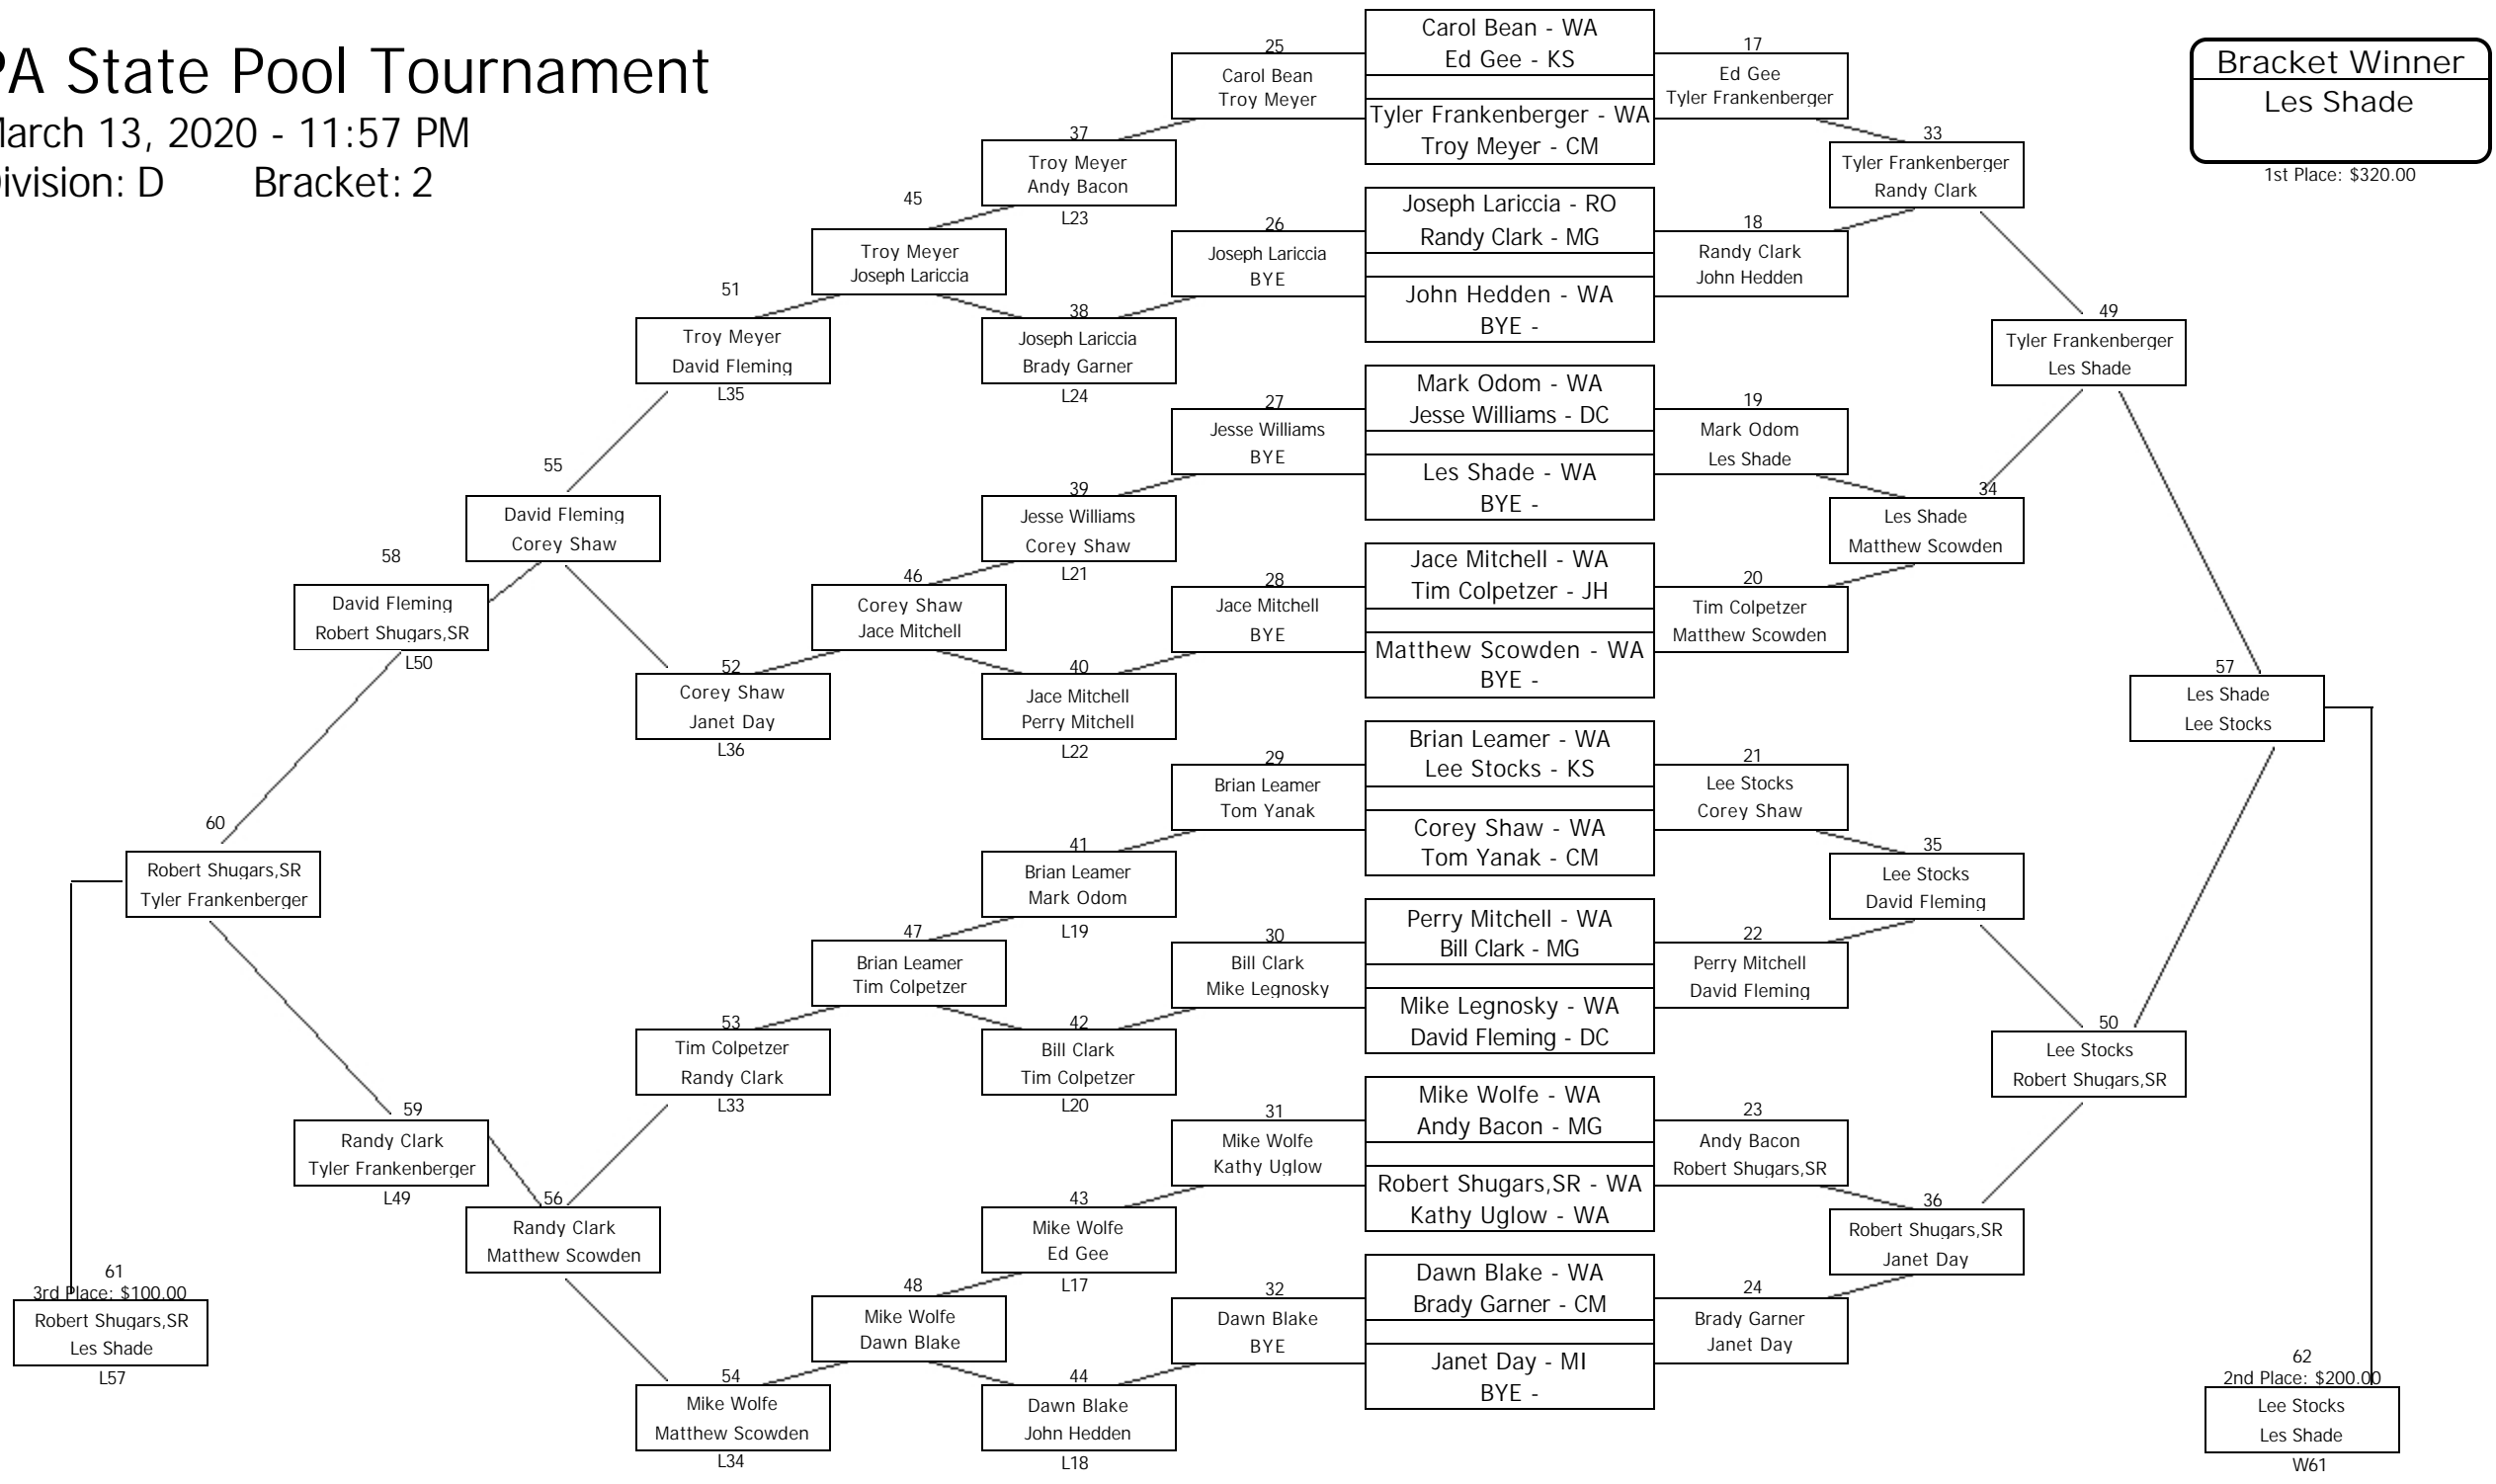 PA State Pool Tournament
March 13, 2020 - 11:57 PM
Division: D Bracket: 2
Bracket Winner
Les Shade
1st Place: $320.00
Carol Bean - WA
Ed Gee - KS
Tyler Frankenberger - WA
Troy Meyer - CM
Joseph Lariccia - RO
Randy Clark - MG
John Hedden - WA
BYE -
Mark Odom - WA
Jesse Williams - DC
Les Shade - WA
BYE -
Jace Mitchell - WA
Tim Colpetzer - JH
Matthew Scowden - WA
BYE -
Brian Leamer - WA
Lee Stocks - KS
Corey Shaw - WA
Tom Yanak - CM
Perry Mitchell - WA
Bill Clark - MG
Mike Legnosky - WA
David Fleming - DC
Mike Wolfe - WA
Andy Bacon - MG
Robert Shugars,SR - WA
Kathy Uglow - WA
Dawn Blake - WA
Brady Garner - CM
Janet Day - MI
BYE -
17
Ed Gee
Tyler Frankenberger
18
Randy Clark
John Hedden
19
Mark Odom
Les Shade
20
Tim Colpetzer
Matthew Scowden
21
Lee Stocks
Corey Shaw
22
Perry Mitchell
David Fleming
23
Andy Bacon
Robert Shugars,SR
24
Brady Garner
Janet Day
33
Tyler Frankenberger
Randy Clark
34
Les Shade
Matthew Scowden
35
Lee Stocks
David Fleming
36
Robert Shugars,SR
Janet Day
49
Tyler Frankenberger
Les Shade
50
Lee Stocks
Robert Shugars,SR
57
Les Shade
Lee Stocks
62
2nd Place: $200.00
Lee Stocks
Les Shade
W61
25
Carol Bean
Troy Meyer
26
Joseph Lariccia
BYE
27
Jesse Williams
BYE
28
Jace Mitchell
BYE
29
Brian Leamer
Tom Yanak
30
Bill Clark
Mike Legnosky
31
Mike Wolfe
Kathy Uglow
32
Dawn Blake
BYE
37
Troy Meyer
Andy Bacon
L23
38
Joseph Lariccia
Brady Garner
L24
39
Jesse Williams
Corey Shaw
L21
40
Jace Mitchell
Perry Mitchell
L22
41
Brian Leamer
Mark Odom
L19
42
Bill Clark
Tim Colpetzer
L20
43
Mike Wolfe
Ed Gee
L17
44
Dawn Blake
John Hedden
L18
45
Troy Meyer
Joseph Lariccia
46
Corey Shaw
Jace Mitchell
47
Brian Leamer
Tim Colpetzer
48
Mike Wolfe
Dawn Blake
51
Troy Meyer
David Fleming
L35
52
Corey Shaw
Janet Day
L36
53
Tim Colpetzer
Randy Clark
L33
54
Mike Wolfe
Matthew Scowden
L34
55
David Fleming
Corey Shaw
56
Randy Clark
Matthew Scowden
58
David Fleming
Robert Shugars,SR
L50
59
Randy Clark
Tyler Frankenberger
L49
60
Robert Shugars,SR
Tyler Frankenberger
61
3rd Place: $100.00
Robert Shugars,SR
Les Shade
L57